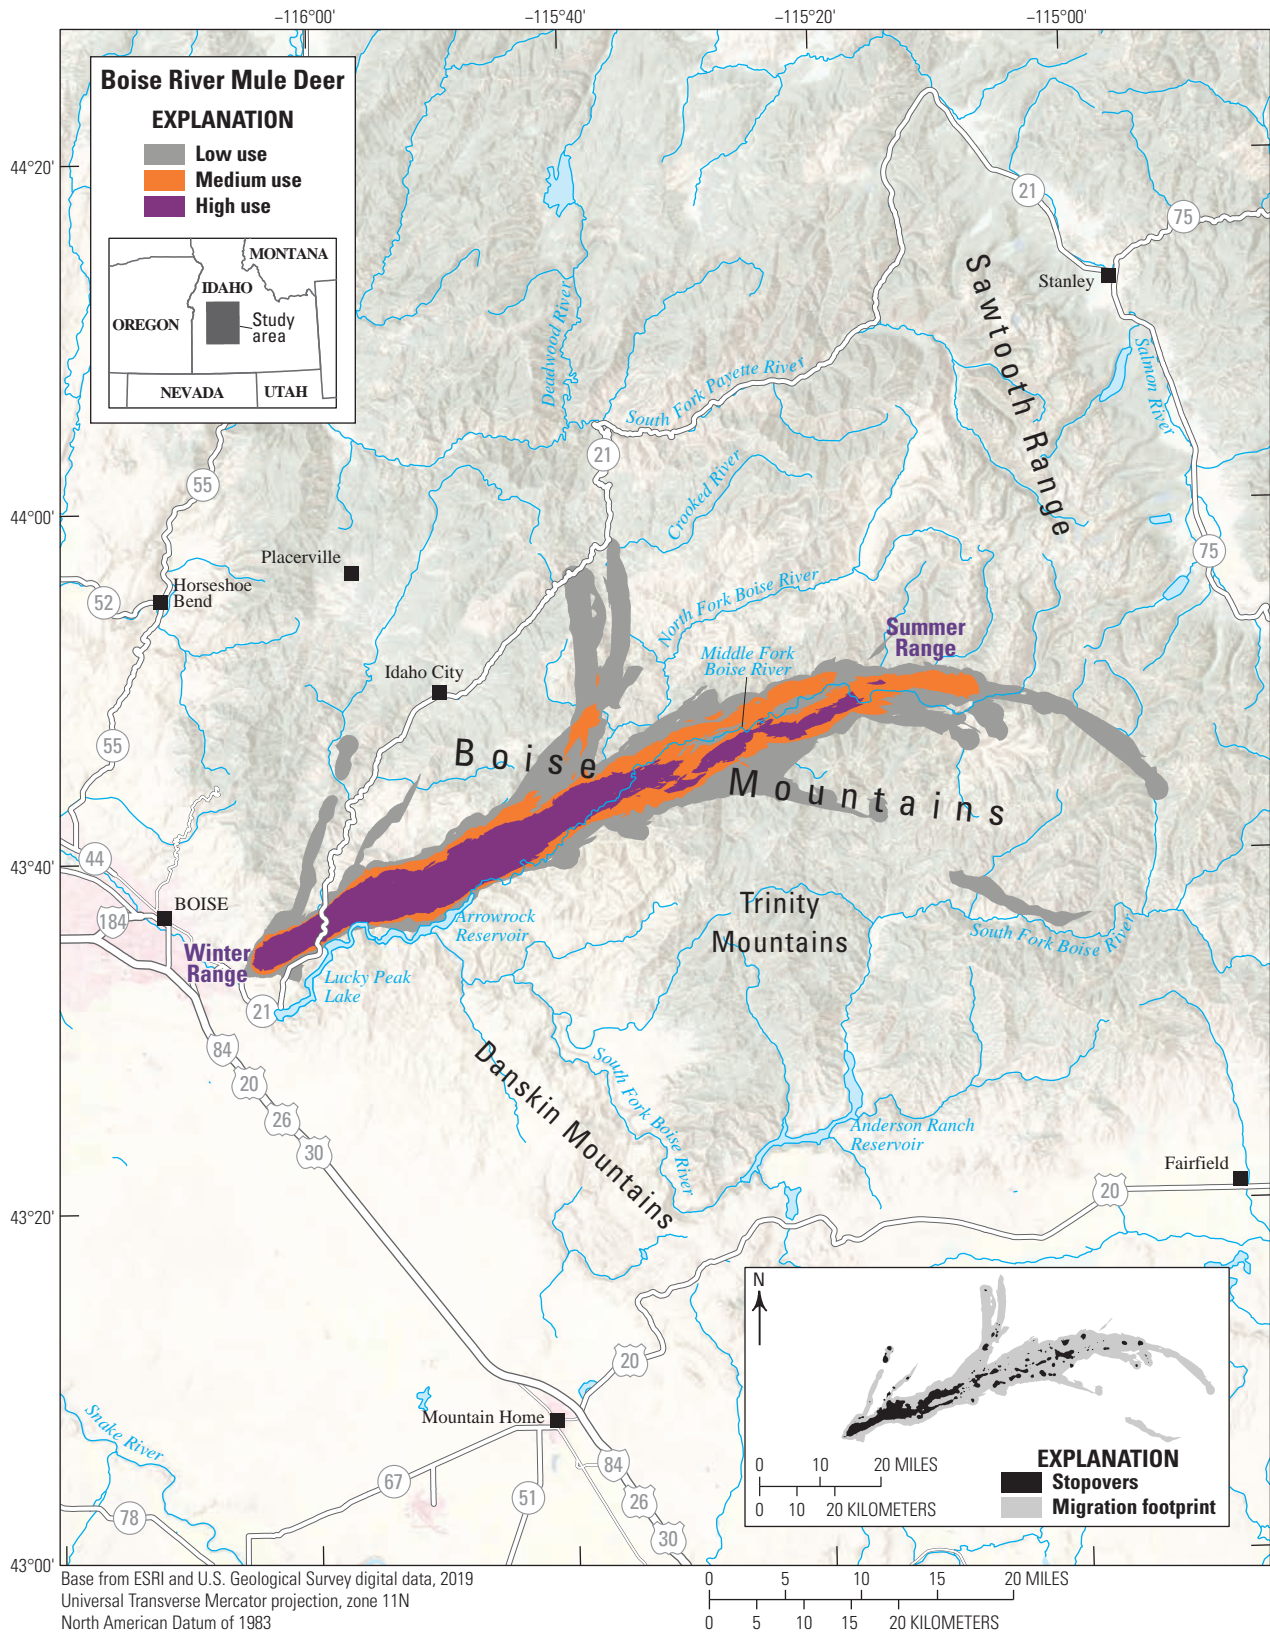 −116°00'
−115°40'
−115°20'
−115°00'
Boise River Mule Deer
EXPLANATION
Low use
Medium use
High use
MONTANA
IDAHO
OREGON
Study
area
NEVADA
UTAH
44°20'
44°00'
43°40'
43°20'
43°00'
21
75
Stanley
Sawtooth Range
Salmon River
Deadwood River
South Fork Payette River
21
55
Crooked River
Placerville
Horseshoe
Bend
52
75
North Fork Boise River
Summer
Range
Middle Fork
Boise River
Idaho City
55
Boise
Mountains
44
BOISE
184
Trinity
Mountains
Arrowrock
Reservoir
South Fork Boise River
Winter
Range
Lucky Peak
Lake
21
84
20
26
30
Danskin Mountains
South Fork Boise River
Anderson Ranch
Reservoir
Fairfield
20
20
Mountain Home
Snake River
67
51
84
26
30
78
N
0 10 20 MILES
0 10 20 KILOMETERS
EXPLANATION
Stopovers
Migration footprint
Base from ESRI and U.S. Geological Survey digital data, 2019
Universal Transverse Mercator projection, zone 11N
North American Datum of 1983
0 5 10 15 20 MILES
0 5 10 15 20 KILOMETERS